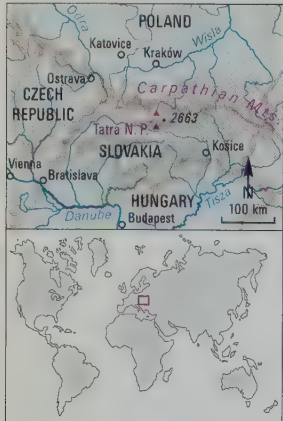 POLAND
Odra
Wisla
Katovice
Kraków
Ostrava
Carpathian Mts.
CZECH
REPUBLIC
2663
Tatra N. P.
Košice
SLOVAKIA
Vienna
Bratislava
N
HUNGARY
Tisza
Danube
Budapest
100 km